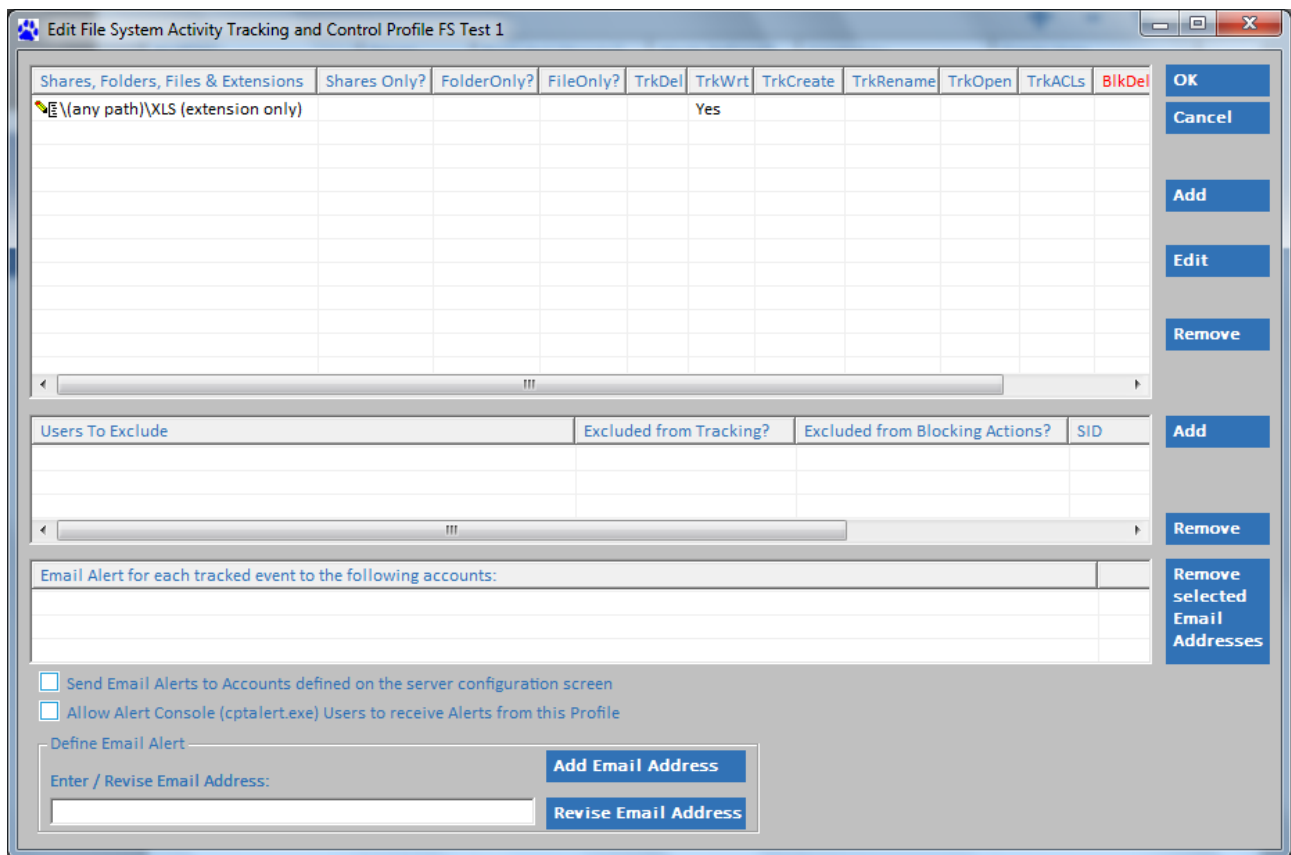 Edit File System Activity Tracking and Control Profile FS Test 1
Shares, Folders, Files & Extensions Shares Only? FolderOnly? FileOnly? TrkDel TrkWrt TrkCreate TrkRename TrkOpen TrkACLs BlkDel
\(any path)\XLS (extension only) Yes
OK
Cancel
Add
Edit
Remove
Users To Exclude Excluded from Tracking? Excluded from Blocking Actions? SID
Add
Remove
Email Alert for each tracked event to the following accounts:
Remove
selected
Email
Addresses
Send Email Alerts to Accounts defined on the server configuration screen
Allow Alert Console (cptalert.exe) Users to receive Alerts from this Profile
Define Email Alert
Enter / Revise Email Address:
Add Email Address
Revise Email Address